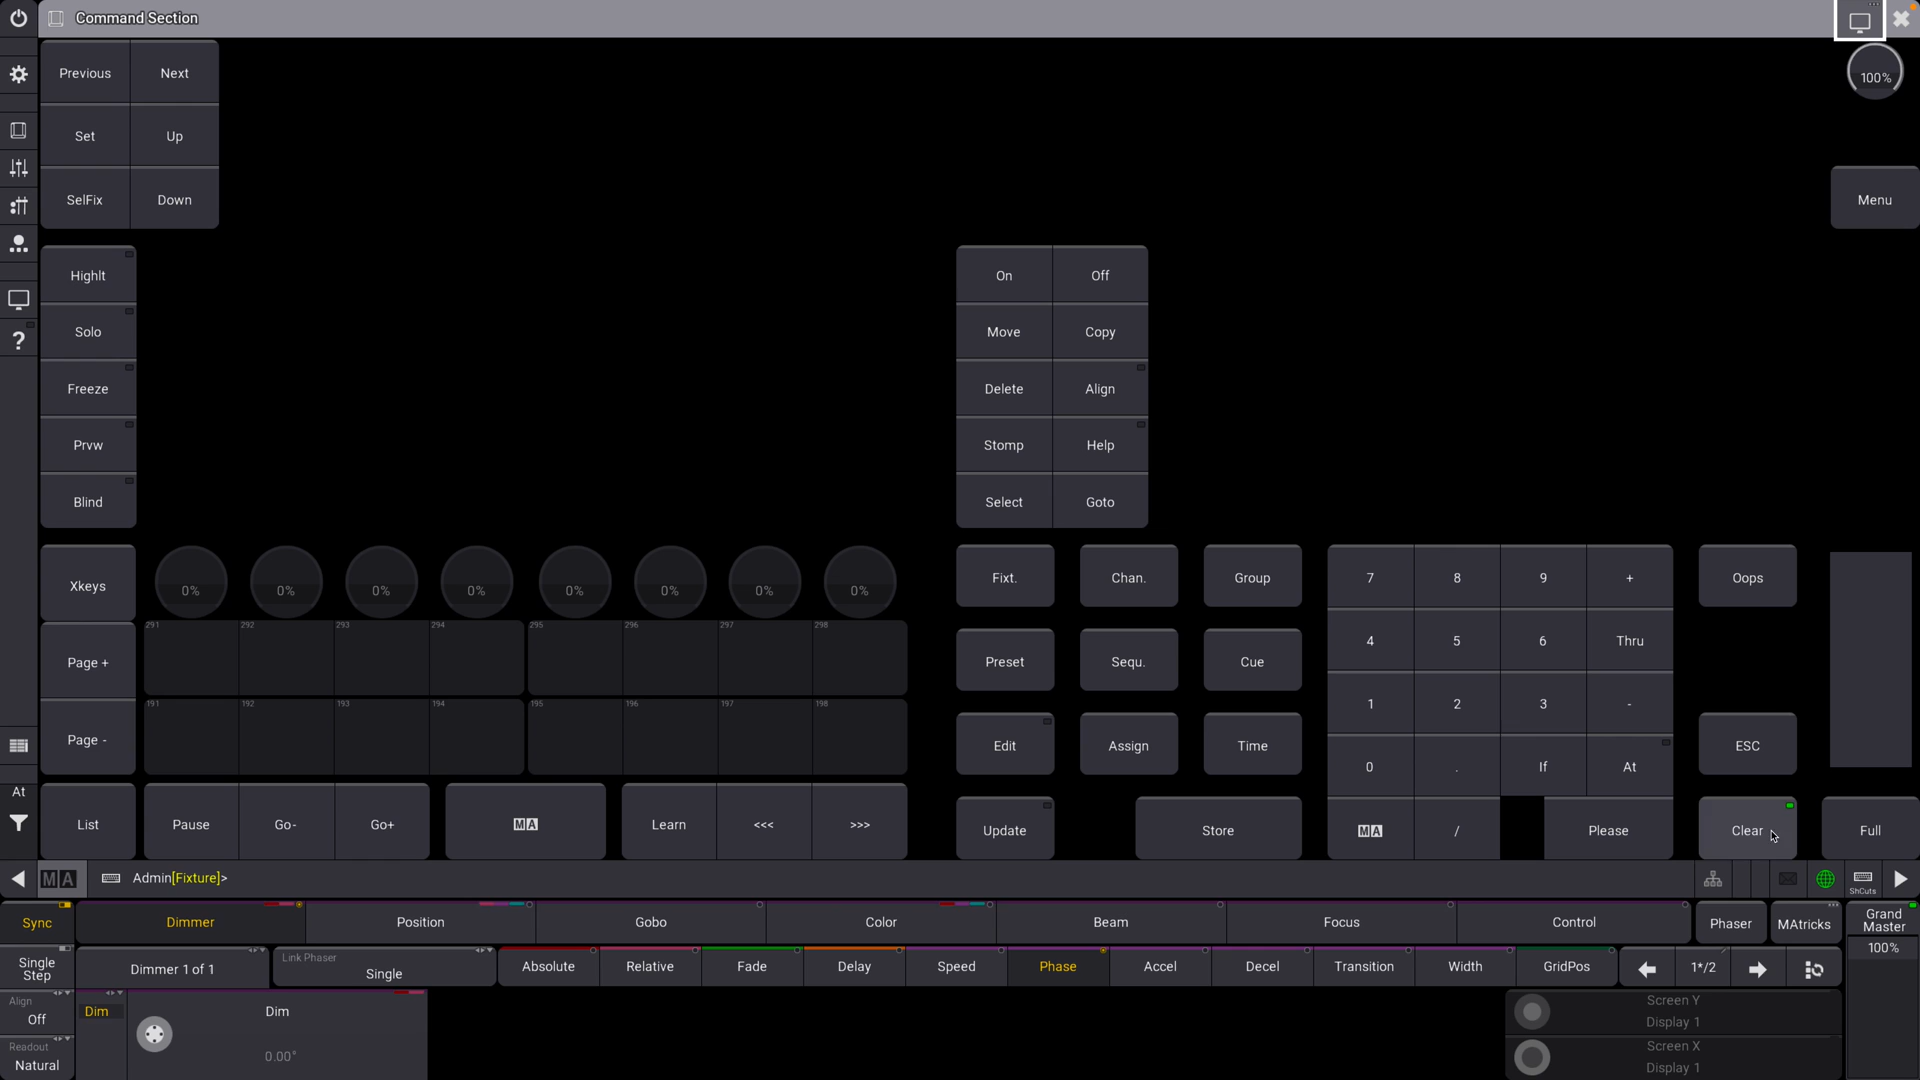 Command Section
Previous Next
100%
Set Up
SelFix Down
Menu
Highlt
On Off
Solo
Move Copy
Freeze
Delete Align
Prvw
Stomp Help
Blind
Select Goto
Xkeys
0% 0% 0% 0% 0% 0% 0% 0%
Fixt. Chan. Group
7 8 9 +
Oops
291 292 293 294 295 296 297 298
Page +
4 5 6 Thru
Preset Sequ. Cue
191 192 193 194 195 196 197 198
1 2 3 -
Page -
Edit Assign Time
ESC
0 . If At
At
List Pause Go- Go+ MA Learn <<< >>>
Update Store
MA / Please
Clear Full
MA
Admin[Fixture]>
ShCuts
Sync Dimmer Position Gobo Color Beam Focus Control Phaser MAtricks
Grand
Master
100%
Single
Step
Dimmer 1 of 1
Link Phaser
Single
Absolute Relative Fade Delay Speed Phase Accel Decel Transition Width GridPos
1*/2
Align
Off
Dim
Dim
0.00°
Readout
Natural
Screen Y
Display 1
Screen X
Display 1